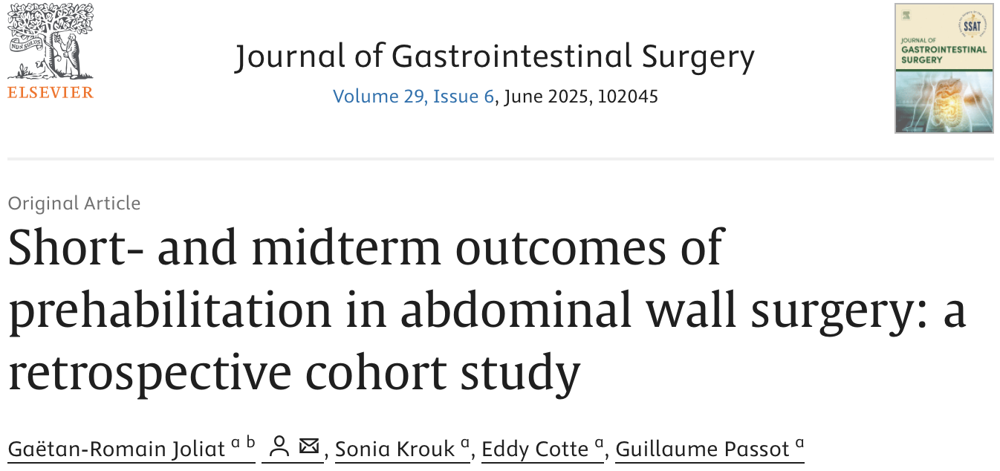 NON SOLUS
ELSEVIER
Journal of Gastrointestinal Surgery
Volume 29, Issue 6, June 2025, 102045
SSAT
JOURNAL OF
GASTROINTESTINAL
SURGERY
Original Article
Short- and midterm outcomes of
prehabilitation in abdominal wall surgery: a
retrospective cohort study
Gaëtan-Romain Joliat a b, Sonia Krouk a, Eddy Cotte a, Guillaume Passot a